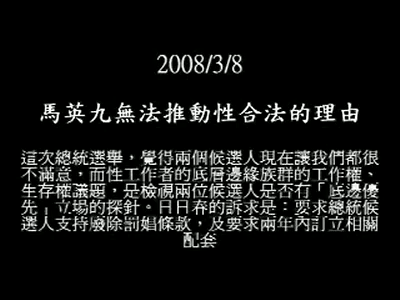 2008/3/8
馬英九無法推動性合法的理由
這次總統選舉，覺得兩個候選人現在讓我們都很
不滿意，而性工作者的底層邊緣族群的工作權、
生存權議題，是檢視兩位候選人是否有「底邊優
先」立場的探針。日日春的訴求是：要求總統候
選人支持廢除罰娼條款，及要求兩年內訂立相關
配套